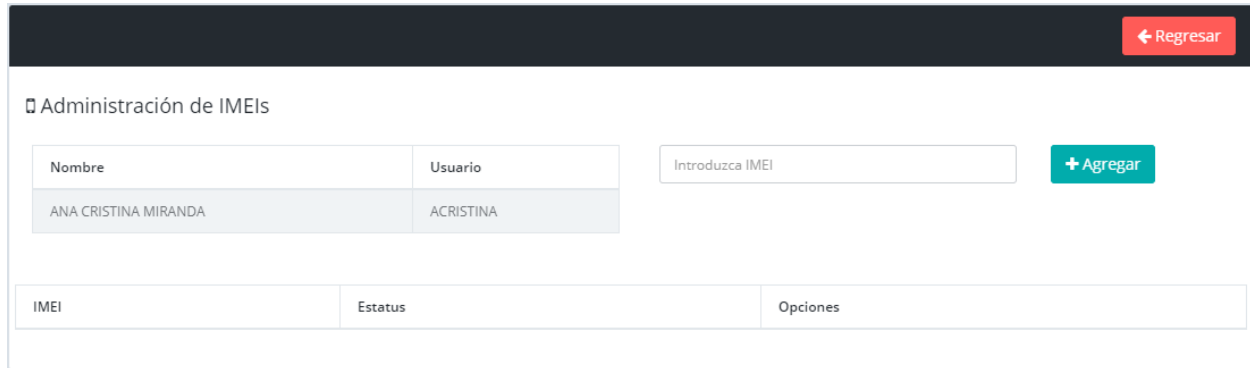 Regresar
Administración de IMEIs
Nombre Usuario Introduzca IMEI Agregar
ANA CRISTINA MIRANDA ACRISTINA
IMEI Estatus Opciones